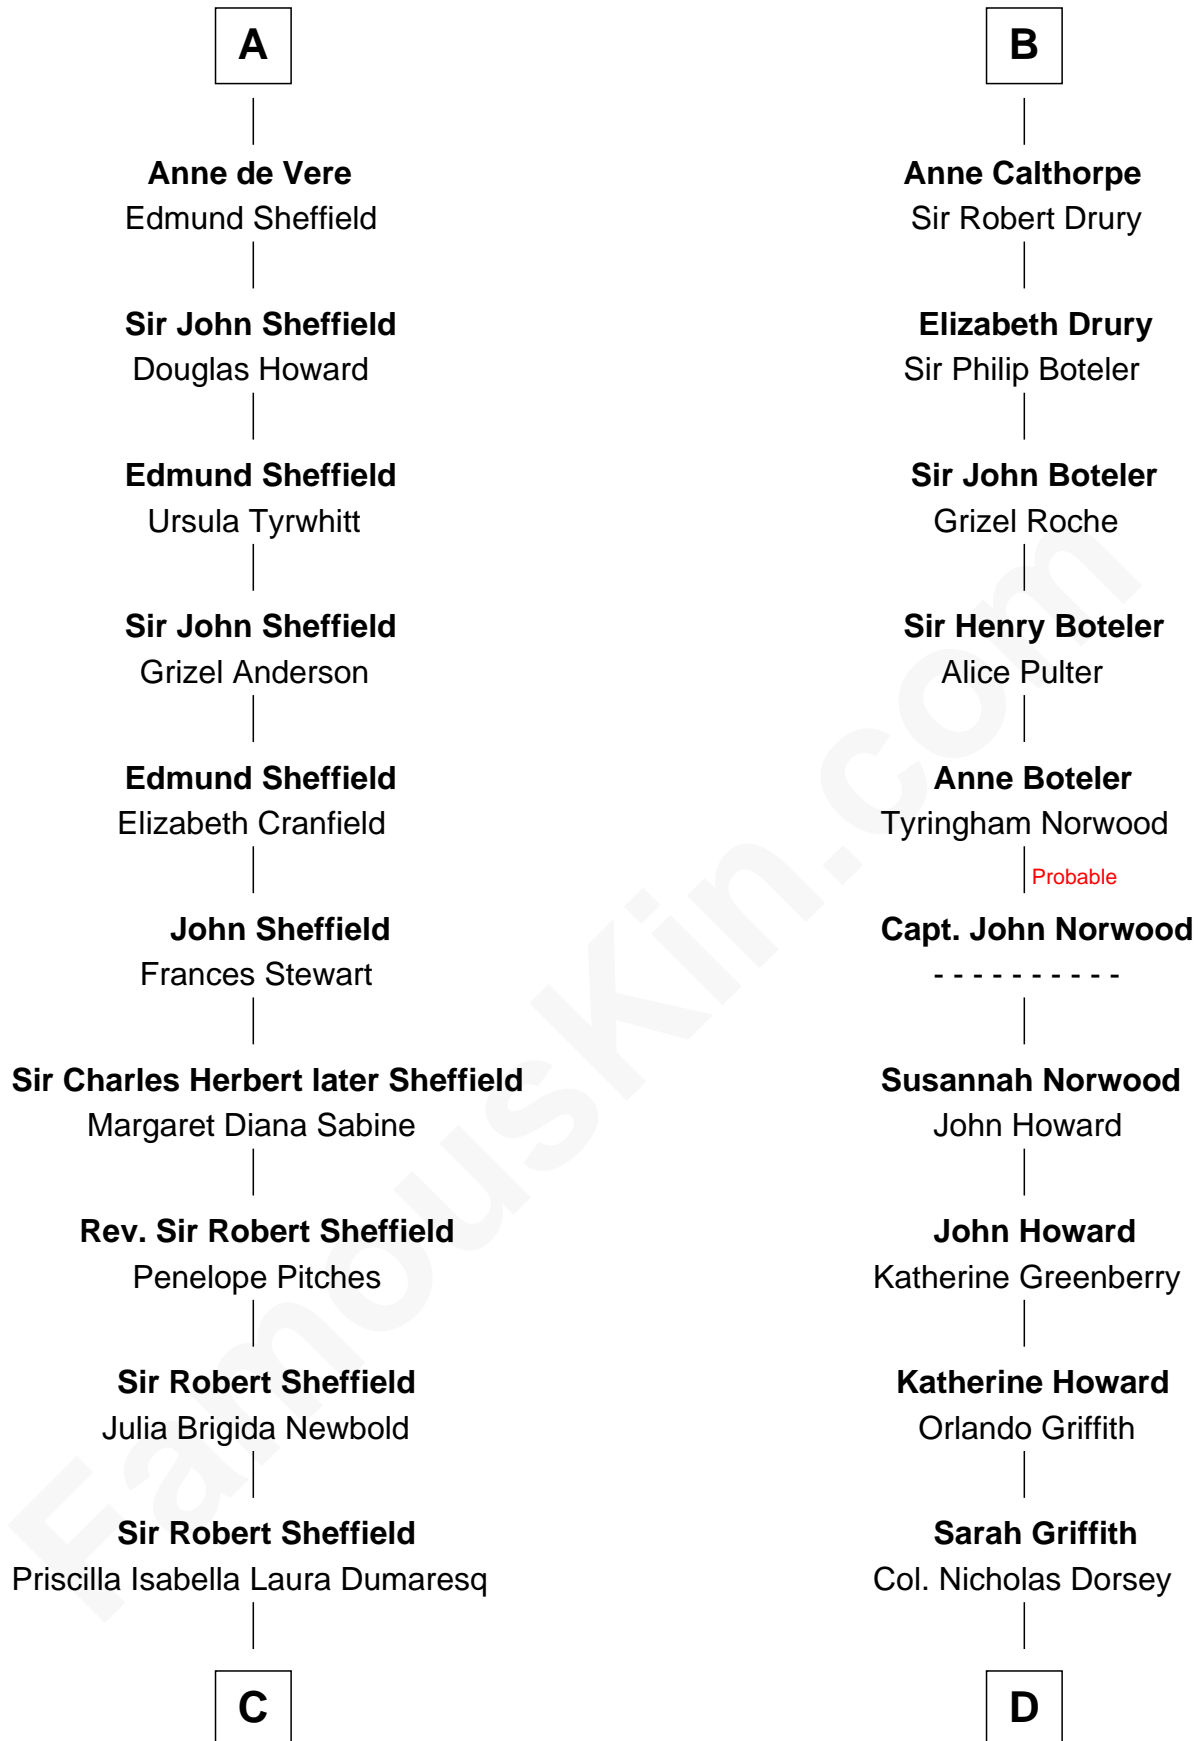 A
Anne de Vere
Edmund Sheffield
Sir John Sheffield
Douglas Howard
Edmund Sheffield
Ursula Tyrwhitt
Sir John Sheffield
Grizel Anderson
Edmund Sheffield
Elizabeth Cranfield
John Sheffield
Frances Stewart
Sir Charles Herbert later Sheffield
Margaret Diana Sabine
Rev. Sir Robert Sheffield
Penelope Pitches
Sir Robert Sheffield
Julia Brigida Newbold
Sir Robert Sheffield
Priscilla Isabella Laura Dumaresq
C
B
Anne Calthorpe
Sir Robert Drury
Elizabeth Drury
Sir Philip Boteler
Sir John Boteler
Grizel Roche
Sir Henry Boteler
Alice Pulter
Anne Boteler
Tyringham Norwood
Probable
Capt. John Norwood
- - - - - - - - - -
Susannah Norwood
John Howard
John Howard
Katherine Greenberry
Katherine Howard
Orlando Griffith
Sarah Griffith
Col. Nicholas Dorsey
D
FamousKin.com